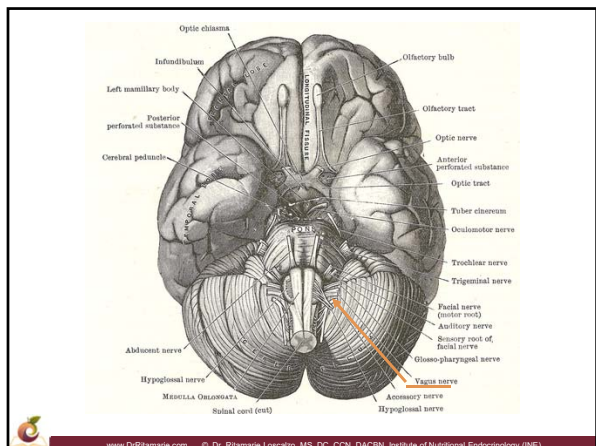 Optic chiasma
Infundibulum
Left mamillary body
Posterior
perforated substance
Cerebral peduncle
LONGITUDINAL FISSURE
Olfactory bulb
Olfactory tract
Optic nerve
Anterior
perforated substance
Optic tract
Tuber cinereum
Oculomotor nerve
Trochlear nerve
Trigeminal nerve
Facial nerve
(motor root)
Auditory nerve
Sensory root of
facial nerve
Glosso-pharyngeal nerve
Vagus nerve
Accessory nerve
Hypoglossal nerve
Abducent nerve
Hypoglossal nerve
MEDULLA OBLONGATA
Spinal cord (cut)
www.DrRitamarie.com © Dr. Ritamarie Loscalzo, MS, DC, CCN, DACBN, Institute of Nutritional Endocrinology (INE)